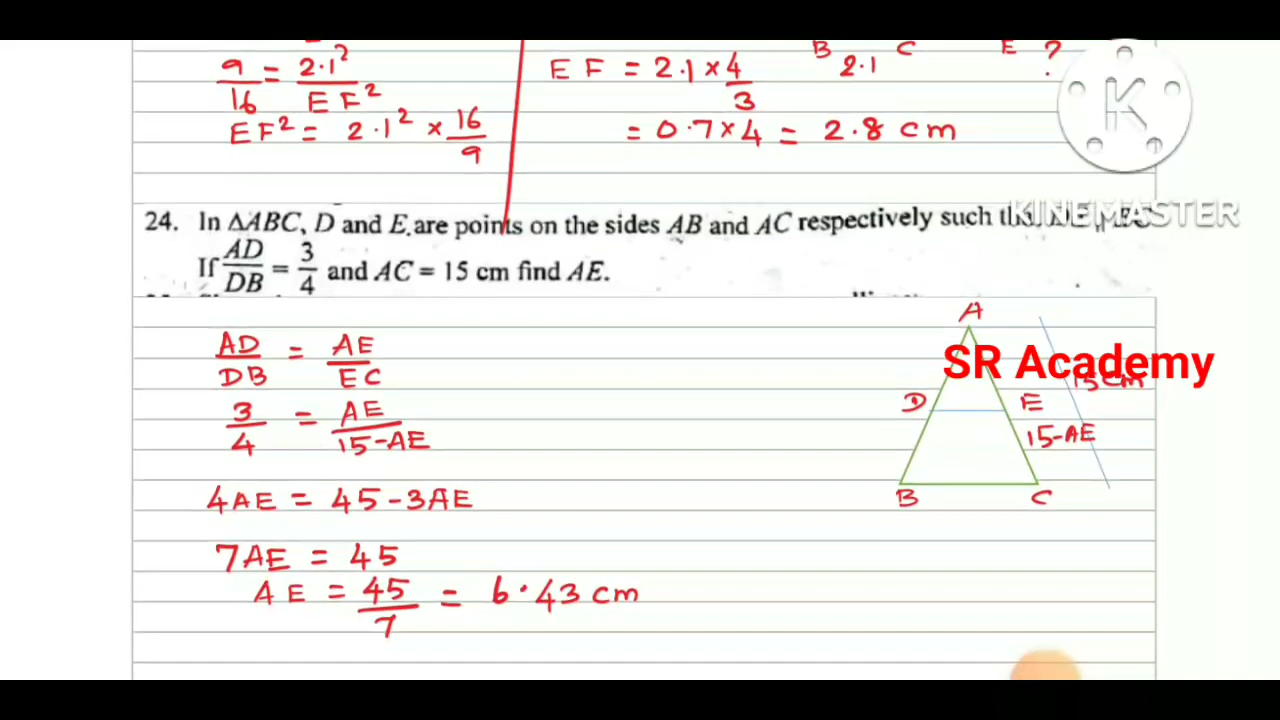 9/16 = 2.1²/EF²
EF² = 2.1² × 16/9
EF = 2.1 × 4/3
= 0.7 × 4 = 2.8 cm
B 2.1 C E ?
K
KINEMASTER
24. In ΔABC, D and E are points on the sides AB and AC respectively such
If AD/DB = 3/4 and AC = 15 cm find AE.
AD/DB = AE/EC
3/4 = AE/15-AE
4AE = 45-3AE
7AE = 45
AE = 45/7 = 6.43 cm
A
SR Academy
15cm
D E
15-AE
B C